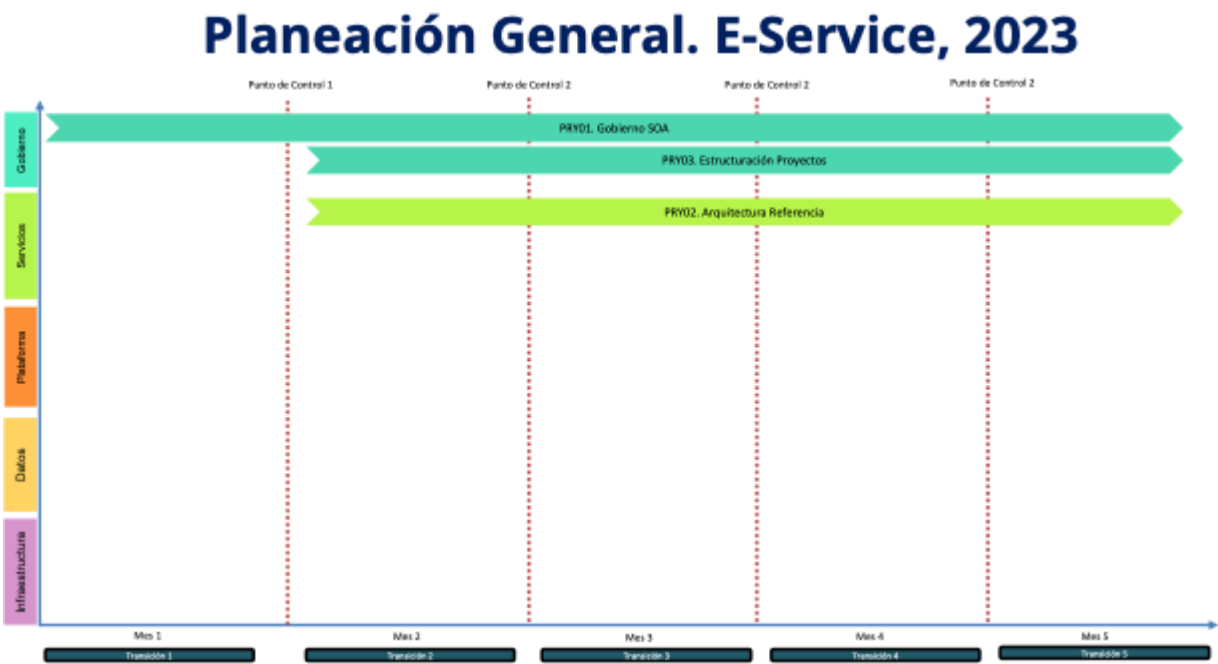 Planeación General. E-Service, 2023
Punto de Control 1
Punto de Control 2
Punto de Control 2
Punto de Control 2
Gobierno
PRY01. Gobierno SOA
PRY03. Estructuración Proyectos
Servicios
PRY02. Arquitectura Referencia
Plataforma
Datos
Infraestructura
Mes 1
Mes 2
Mes 3
Mes 4
Mes 5
Transición 1
Transición 2
Transición 3
Transición 4
Transición 5